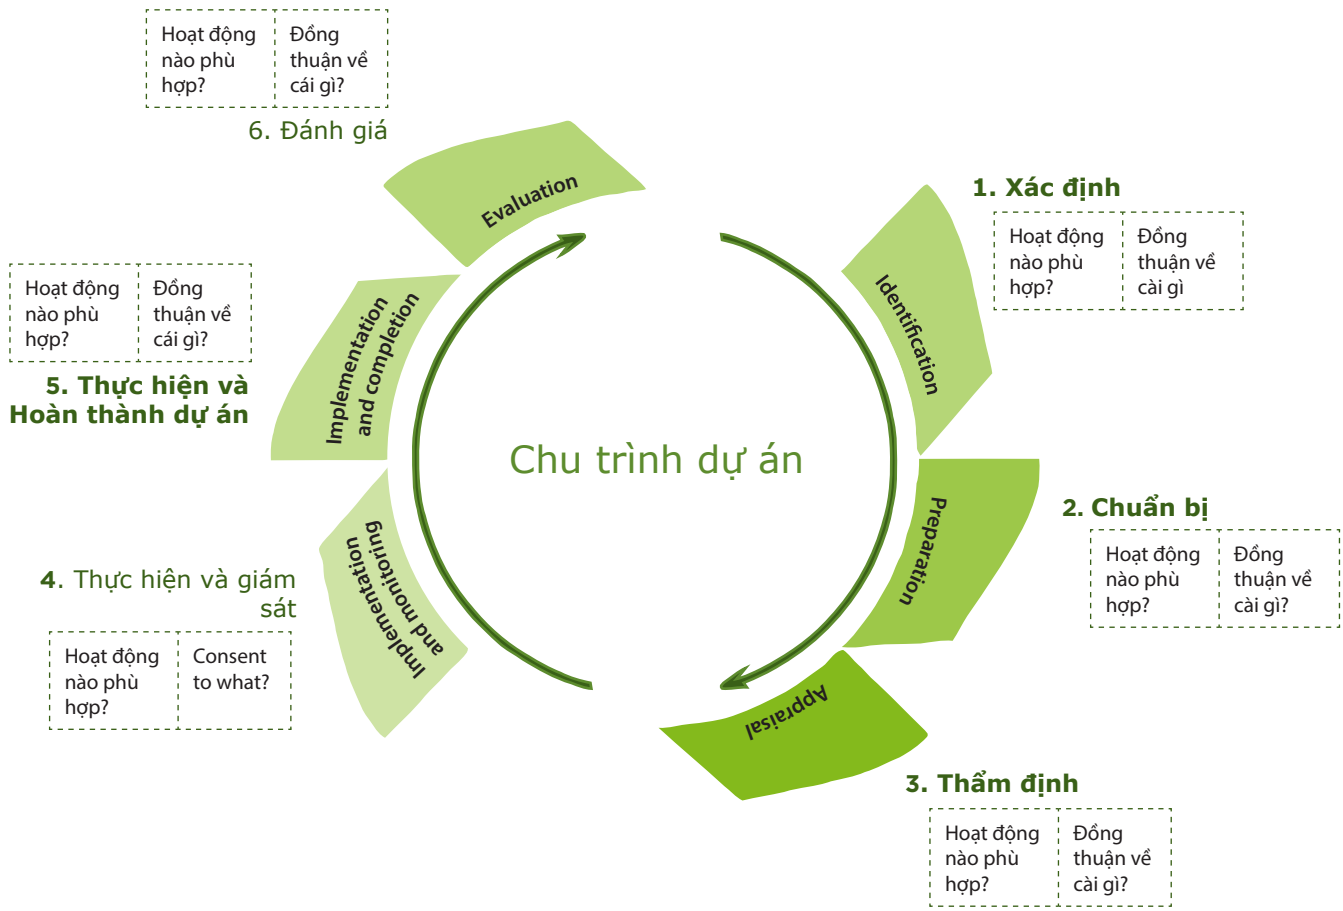 Hoạt động
nào phù
hợp?
Đồng
thuận về
cái gì?
6. Đánh giá
Evaluation
1. Xác định
Hoạt động
nào phù
hợp?
Đồng
thuận về
cài gì
Identification
Hoạt động
nào phù
hợp?
Đồng
thuận về
cái gì?
5. Thực hiện và
Hoàn thành dự án
Implementation
and completion
Chu trình dự án
2. Chuẩn bị
Hoạt động
nào phù
hợp?
Đồng
thuận về
cài gì?
Preparation
4. Thực hiện và giám
sát
Hoạt động
nào phù
hợp?
Consent
to what?
Implementation
and monitoring
Appraisal
3. Thẩm định
Hoạt động
nào phù
hợp?
Đồng
thuận về
cài gì?